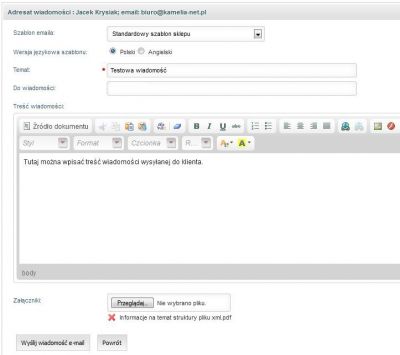 Adresat wiadomości : Jacek Krysiak; email: biuro@kamelia-net.pl
Szablon emaila: Standardowy szablon sklepu
Wersja językowa szablonu: Polski Angielski
Temat: * Testowa wiadomość
Do wiadomości:
Treść wiadomości:
Źródło dokumentu B I U abc
Styl Format Czcionka R... A A
Tutaj można wpisać treść wiadomości wysyłanej do klienta.
body
Załączniki: Przeglądaj... Nie wybrano pliku.
Informacje na temat struktury pliku xml.pdf
Wyślij wiadomość e-mail Powrót